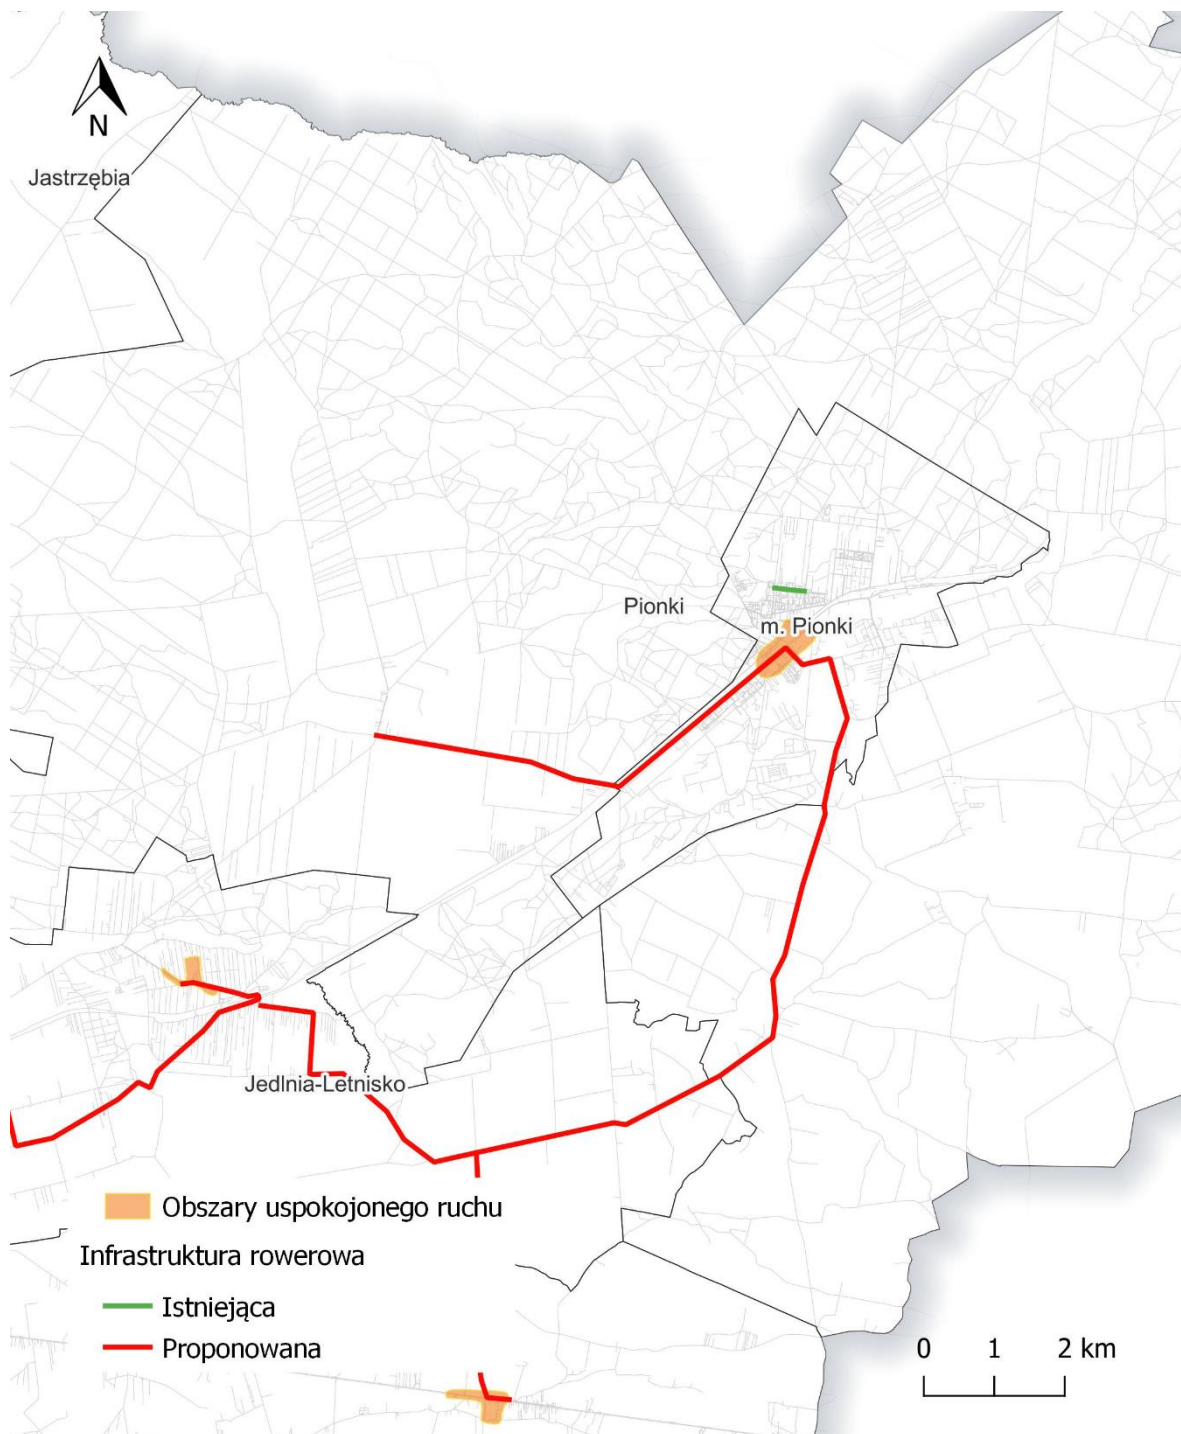 N
Jastrzębia
Pionki
m. Pionki
Jedlnia-Letnisko
Obszary uspokojonego ruchu
Infrastruktura rowerowa
Istniejąca
Proponowana
0 1 2 km